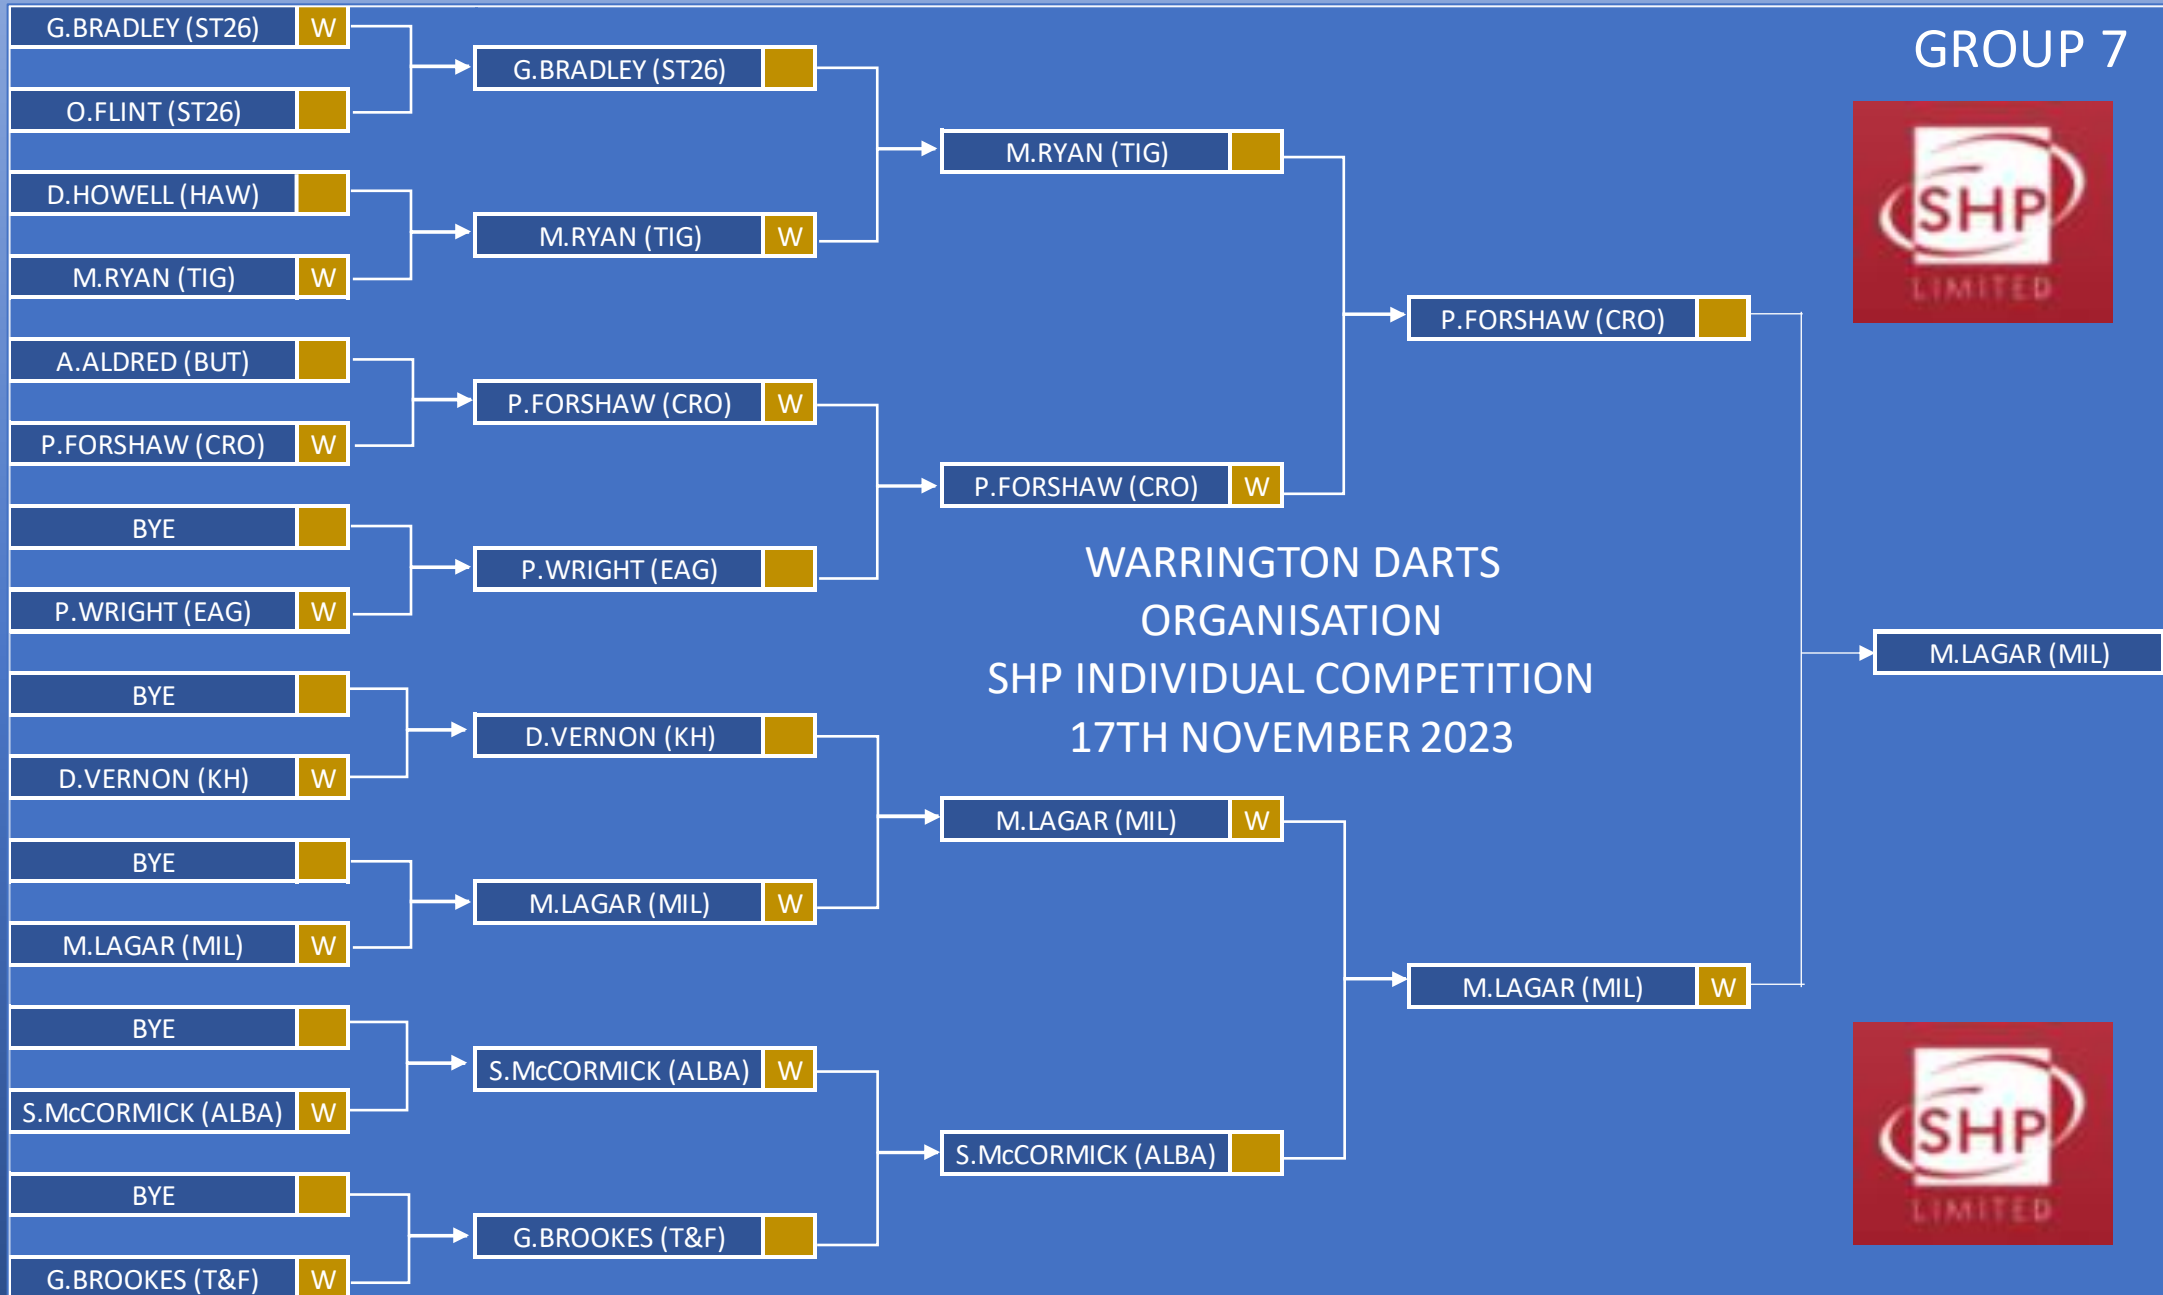 GROUP 7
SHP
LIMITED
G.BRADLEY (ST26) W
O.FLINT (ST26)
D.HOWELL (HAW)
M.RYAN (TIG) W
A.ALDRED (BUT)
P.FORSHAW (CRO) W
BYE
P.WRIGHT (EAG) W
BYE
D.VERNON (KH) W
BYE
M.LAGAR (MIL) W
BYE
S.McCORMICK (ALBA) W
BYE
G.BROOKES (T&F) W
G.BRADLEY (ST26)
M.RYAN (TIG) W
P.FORSHAW (CRO) W
P.WRIGHT (EAG)
D.VERNON (KH)
M.LAGAR (MIL) W
S.McCORMICK (ALBA) W
G.BROOKES (T&F)
M.RYAN (TIG)
P.FORSHAW (CRO) W
M.LAGAR (MIL) W
S.McCORMICK (ALBA)
P.FORSHAW (CRO)
M.LAGAR (MIL) W
M.LAGAR (MIL)
WARRINGTON DARTS
ORGANISATION
SHP INDIVIDUAL COMPETITION
17TH NOVEMBER 2023
SHP
LIMITED